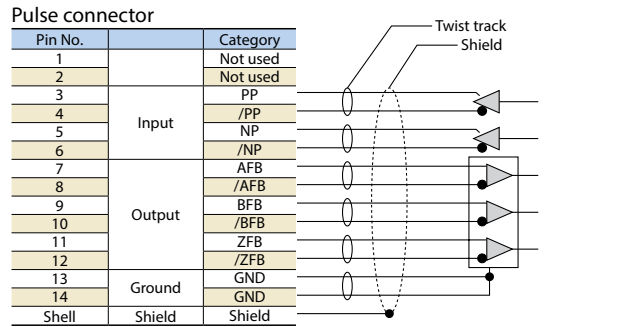 Pulse connector
Twist track
Shield
Pin No. Category
1 Not used
2 Not used
3 PP
4 /PP
Input
5 NP
6 /NP
7 AFB
8 /AFB
9 BFB
Output
10 /BFB
11 ZFB
12 /ZFB
13 GND
Ground
14 GND
Shell Shield Shield